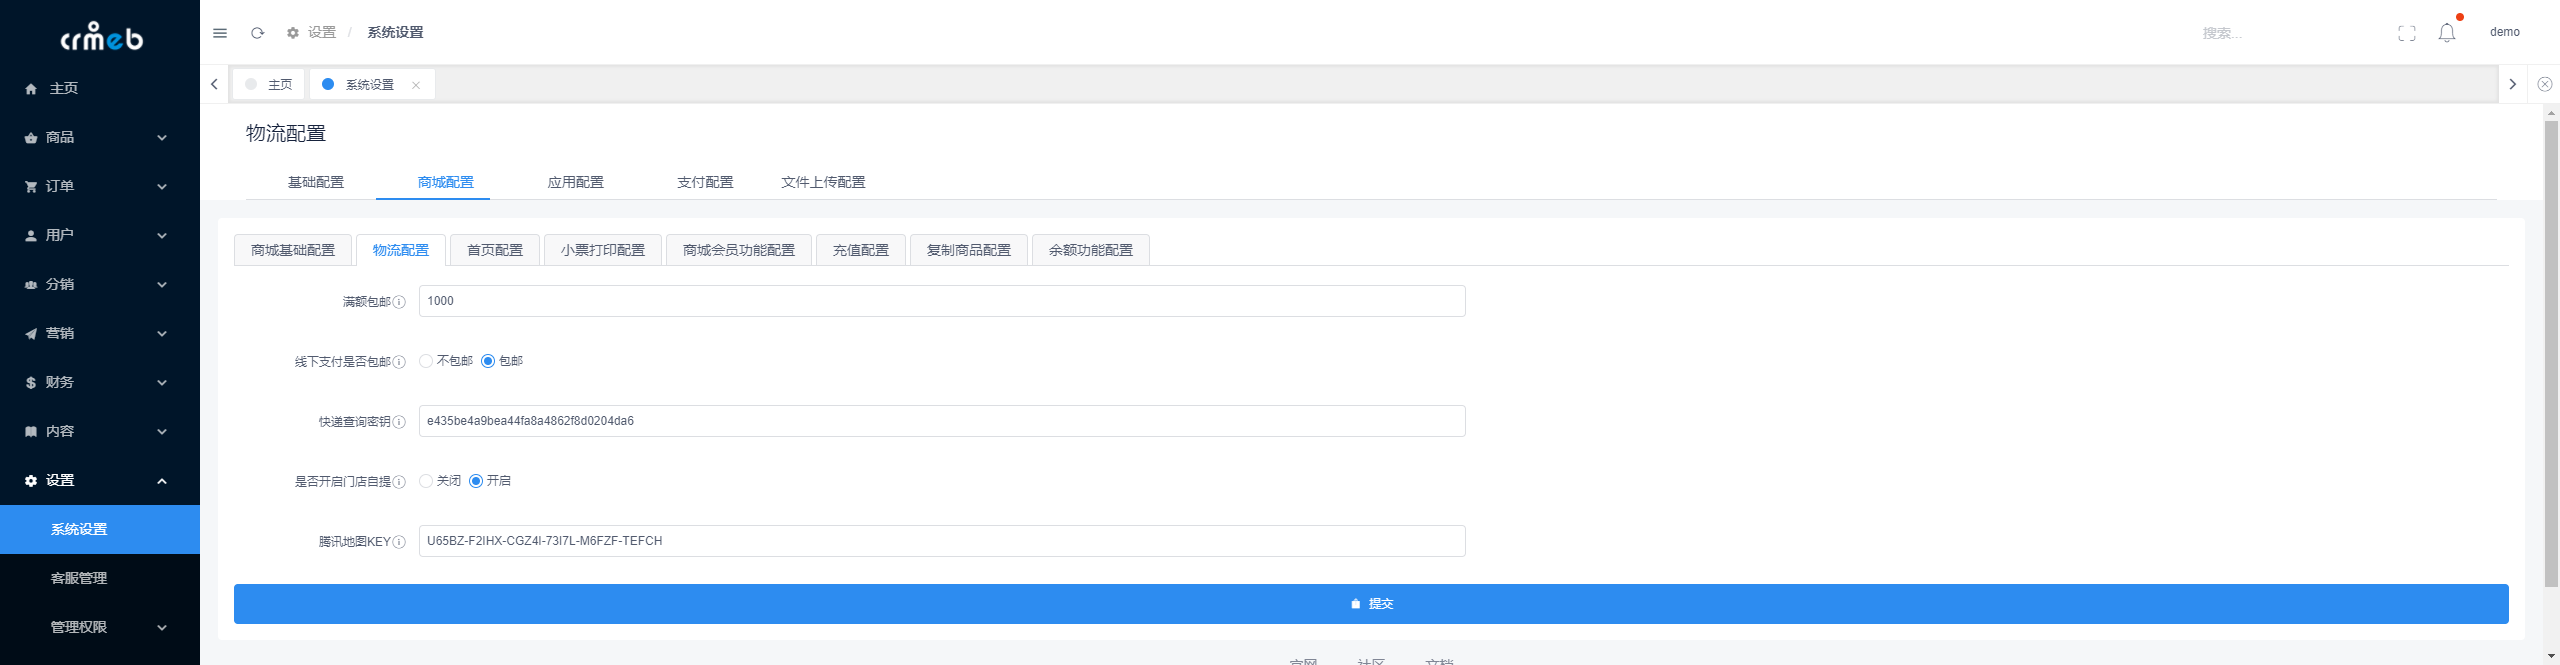 crmeb
设置 / 系统设置
搜索...
demo
主页
系统设置
主页
商品
订单
用户
分销
营销
财务
内容
设置
系统设置
客服管理
管理权限
物流配置
基础配置 商城配置 应用配置 支付配置 文件上传配置
商城基础配置 物流配置 首页配置 小票打印配置 商城会员功能配置 充值配置 复制商品配置 余额功能配置
满额包邮 1000
线下支付是否包邮 不包邮 包邮
快递查询密钥 e435be4a9bea44fa8a4862f8d0204da6
是否开启门店自提 关闭 开启
腾讯地图KEY U65BZ-F2IHX-CGZ4I-73I7L-M6FZF-TEFCH
提交
官网 社区 文档